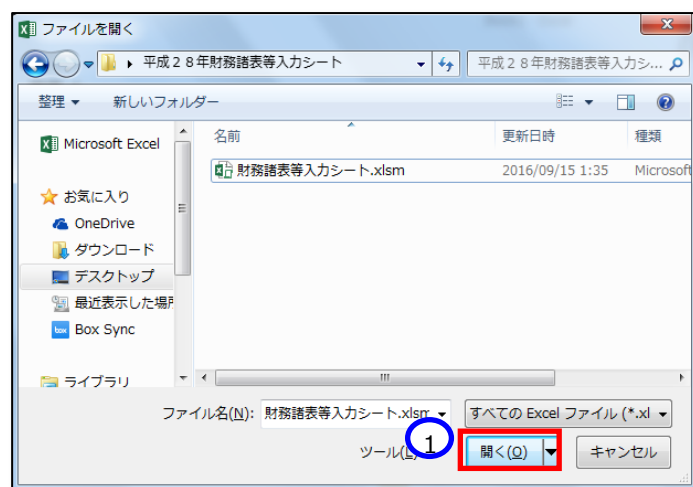 ファイルを開く
平成２８年財務諸表等入力シート
平成２８年財務諸表等入力シ...
整理 新しいフォルダー
名前 更新日時 種類
Microsoft Excel
財務諸表等入力シート.xlsm 2016/09/15 1:35 Microsoft
お気に入り
OneDrive
ダウンロード
デスクトップ
最近表示した場所
Box Sync
ライブラリ
ファイル名(N): 財務諸表等入力シート.xlsm すべての Excel ファイル (*.xl
ツール(L) 1 開く(O) キャンセル